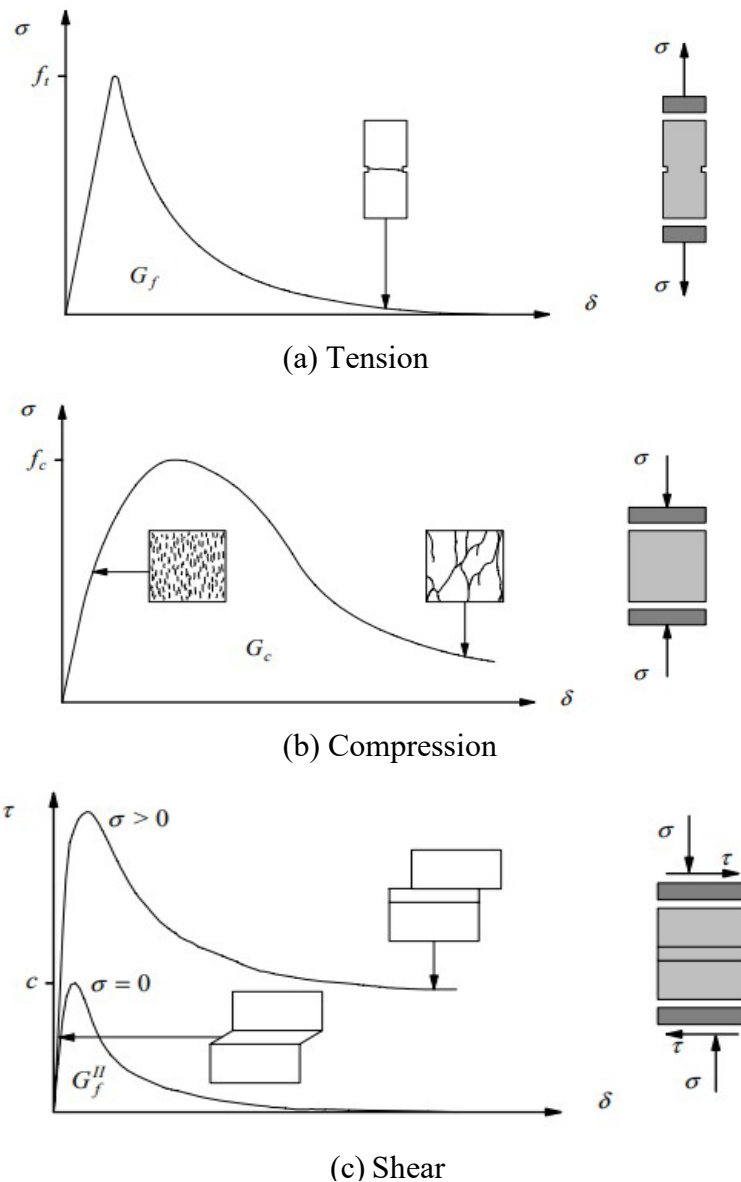 σ
f_t
G_f
δ
σ
σ
(a) Tension
σ
f_c
G_c
δ
σ
σ
(b) Compression
τ
σ > 0
c
σ = 0
G_f^{II}
δ
σ
τ
τ
σ
(c) Shear